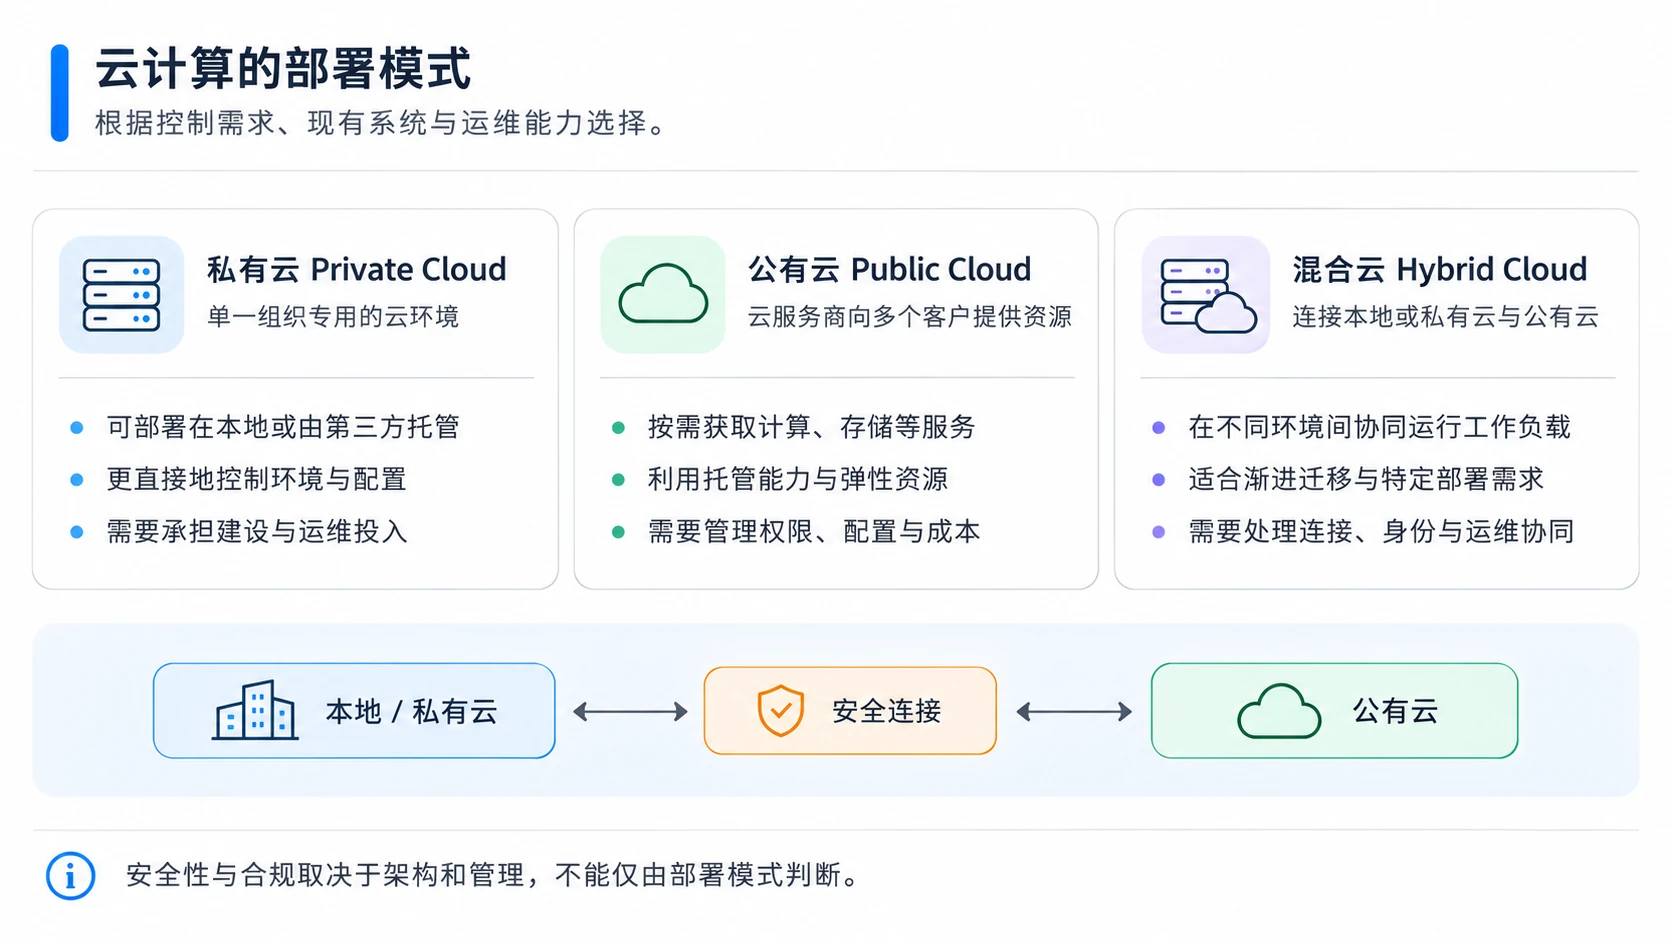 云计算的部署模式
根据控制需求、现有系统与运维能力选择。
私有云 Private Cloud
单一组织专用的云环境
可部署在本地或由第三方托管
更直接地控制环境与配置
需要承担建设与运维投入
公有云 Public Cloud
云服务商向多个客户提供资源
按需获取计算、存储等服务
利用托管能力与弹性资源
需要管理权限、配置与成本
混合云 Hybrid Cloud
连接本地或私有云与公有云
在不同环境间协同运行工作负载
适合渐进迁移与特定部署需求
需要处理连接、身份与运维协同
本地 / 私有云
安全连接
公有云
安全性与合规取决于架构和管理，不能仅由部署模式判断。